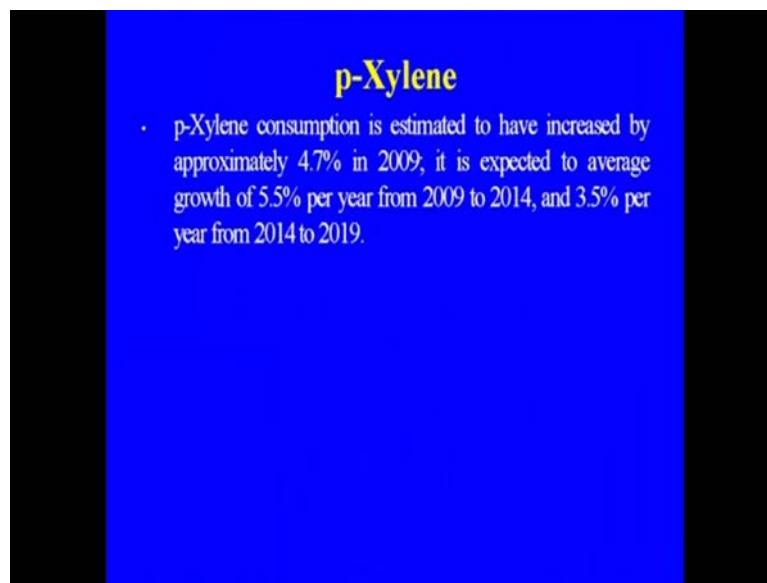 p-Xylene
· p-Xylene consumption is estimated to have increased by
approximately 4.7% in 2009; it is expected to average
growth of 5.5% per year from 2009 to 2014, and 3.5% per
year from 2014 to 2019.